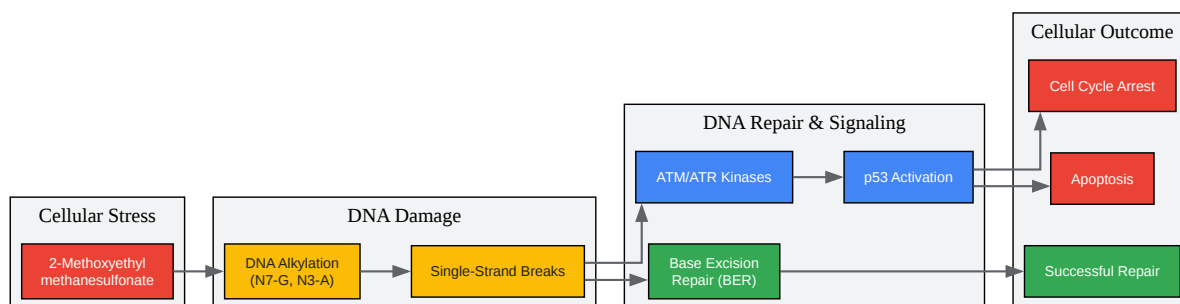 Cellular Stress
2-Methoxyethyl
methanesulfonate
DNA Damage
DNA Alkylation
(N7-G, N3-A)
Single-Strand Breaks
DNA Repair & Signaling
ATM/ATR Kinases
p53 Activation
Base Excision
Repair (BER)
Cellular Outcome
Cell Cycle Arrest
Apoptosis
Successful Repair